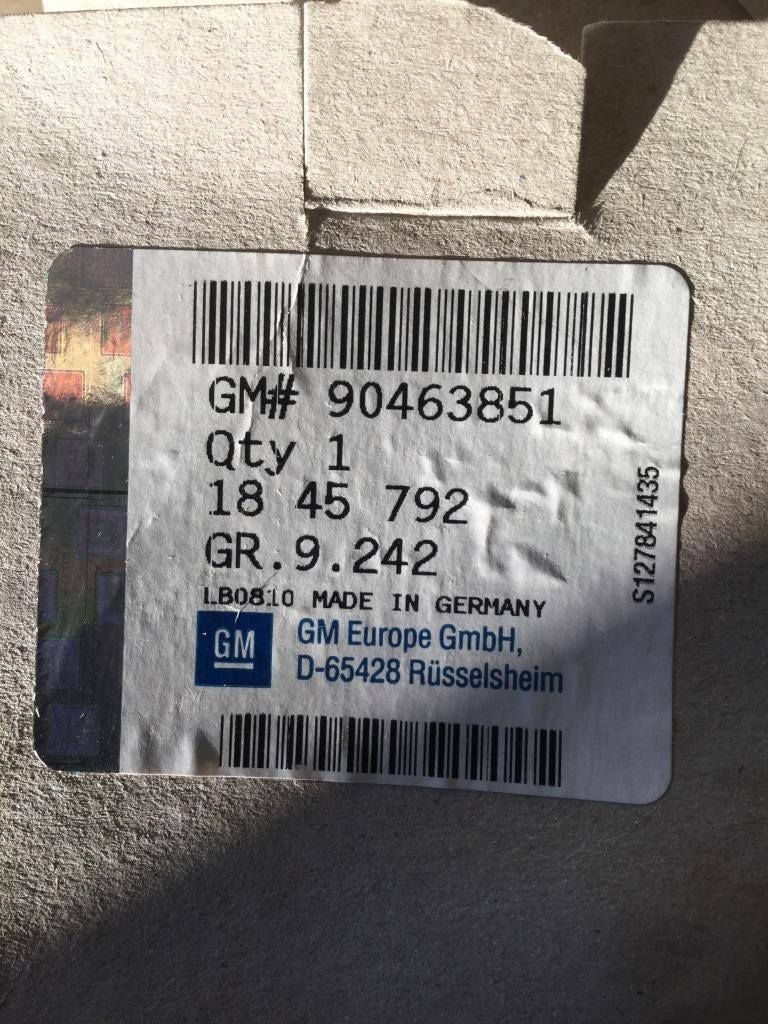 GM# 90463851
Qty 1
18 45 792
GR.9.242
LB0810 MADE IN GERMANY
GM
GM Europe GmbH,
D-65428 Rüsselsheim
S127841435